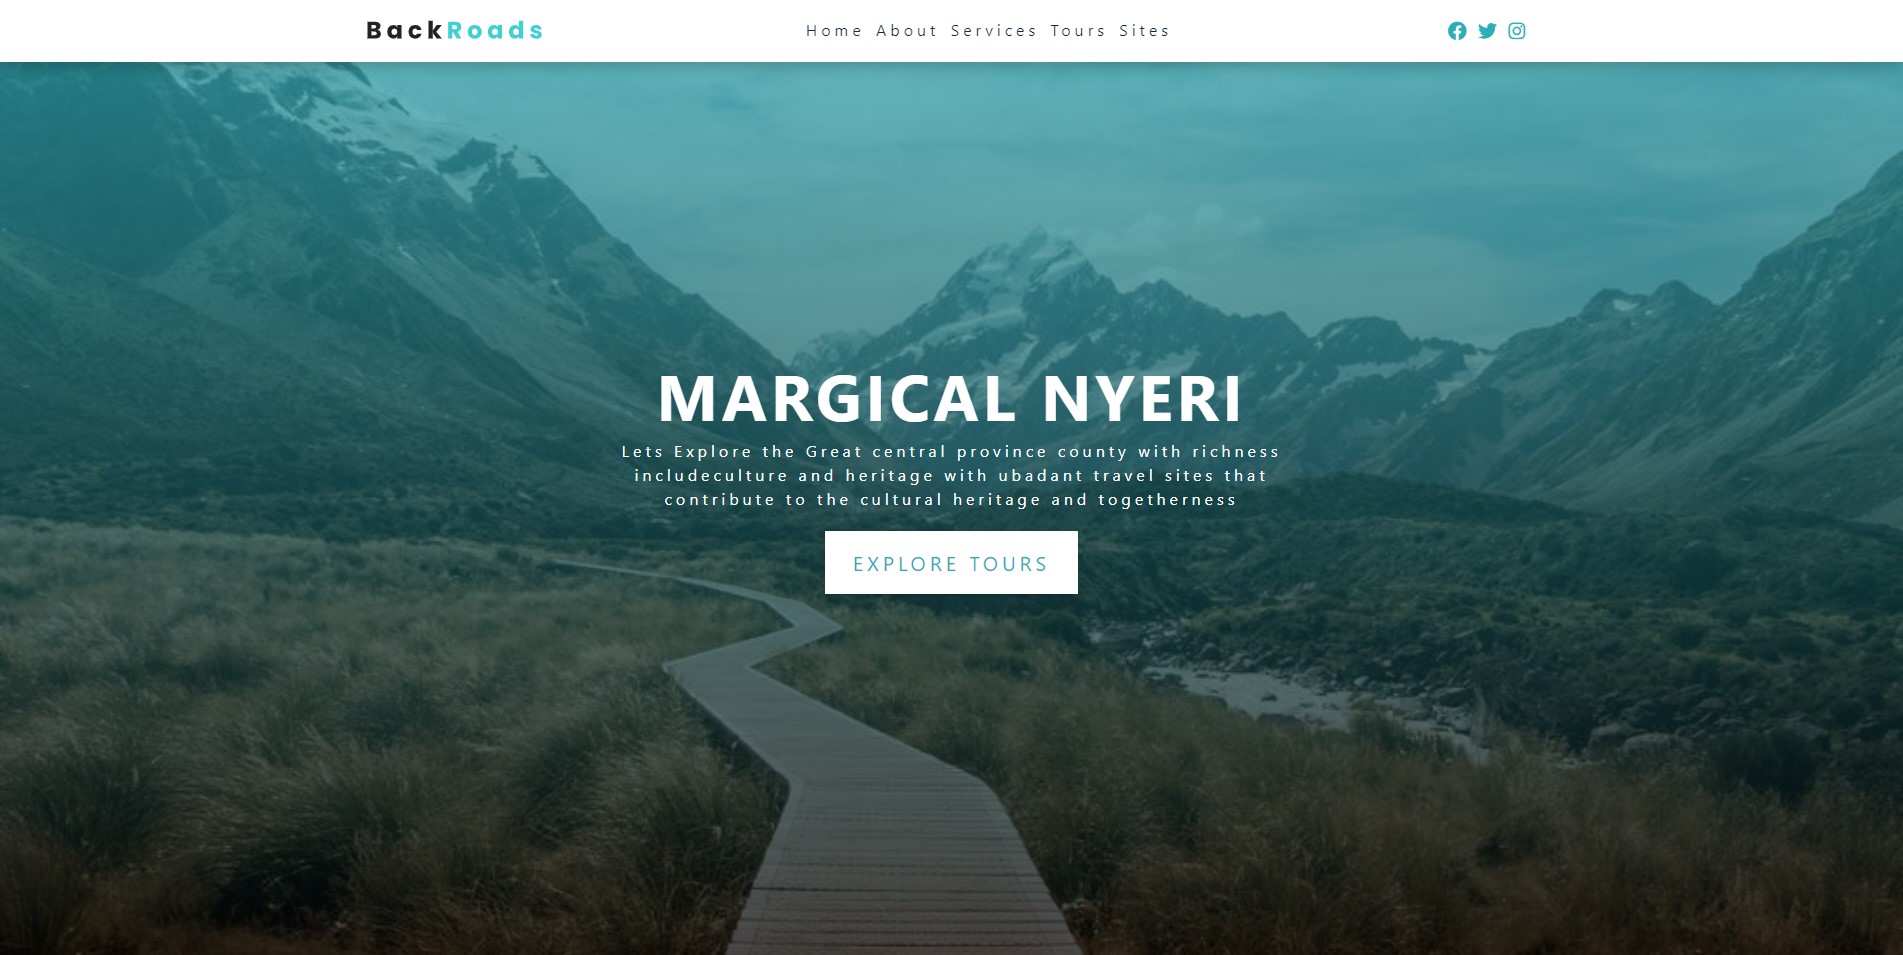 BackRoads
Home About Services Tours Sites
MARGICAL NYERI
Lets Explore the Great central province county with richness
includeculture and heritage with ubadant travel sites that
contribute to the cultural heritage and togetherness
EXPLORE TOURS